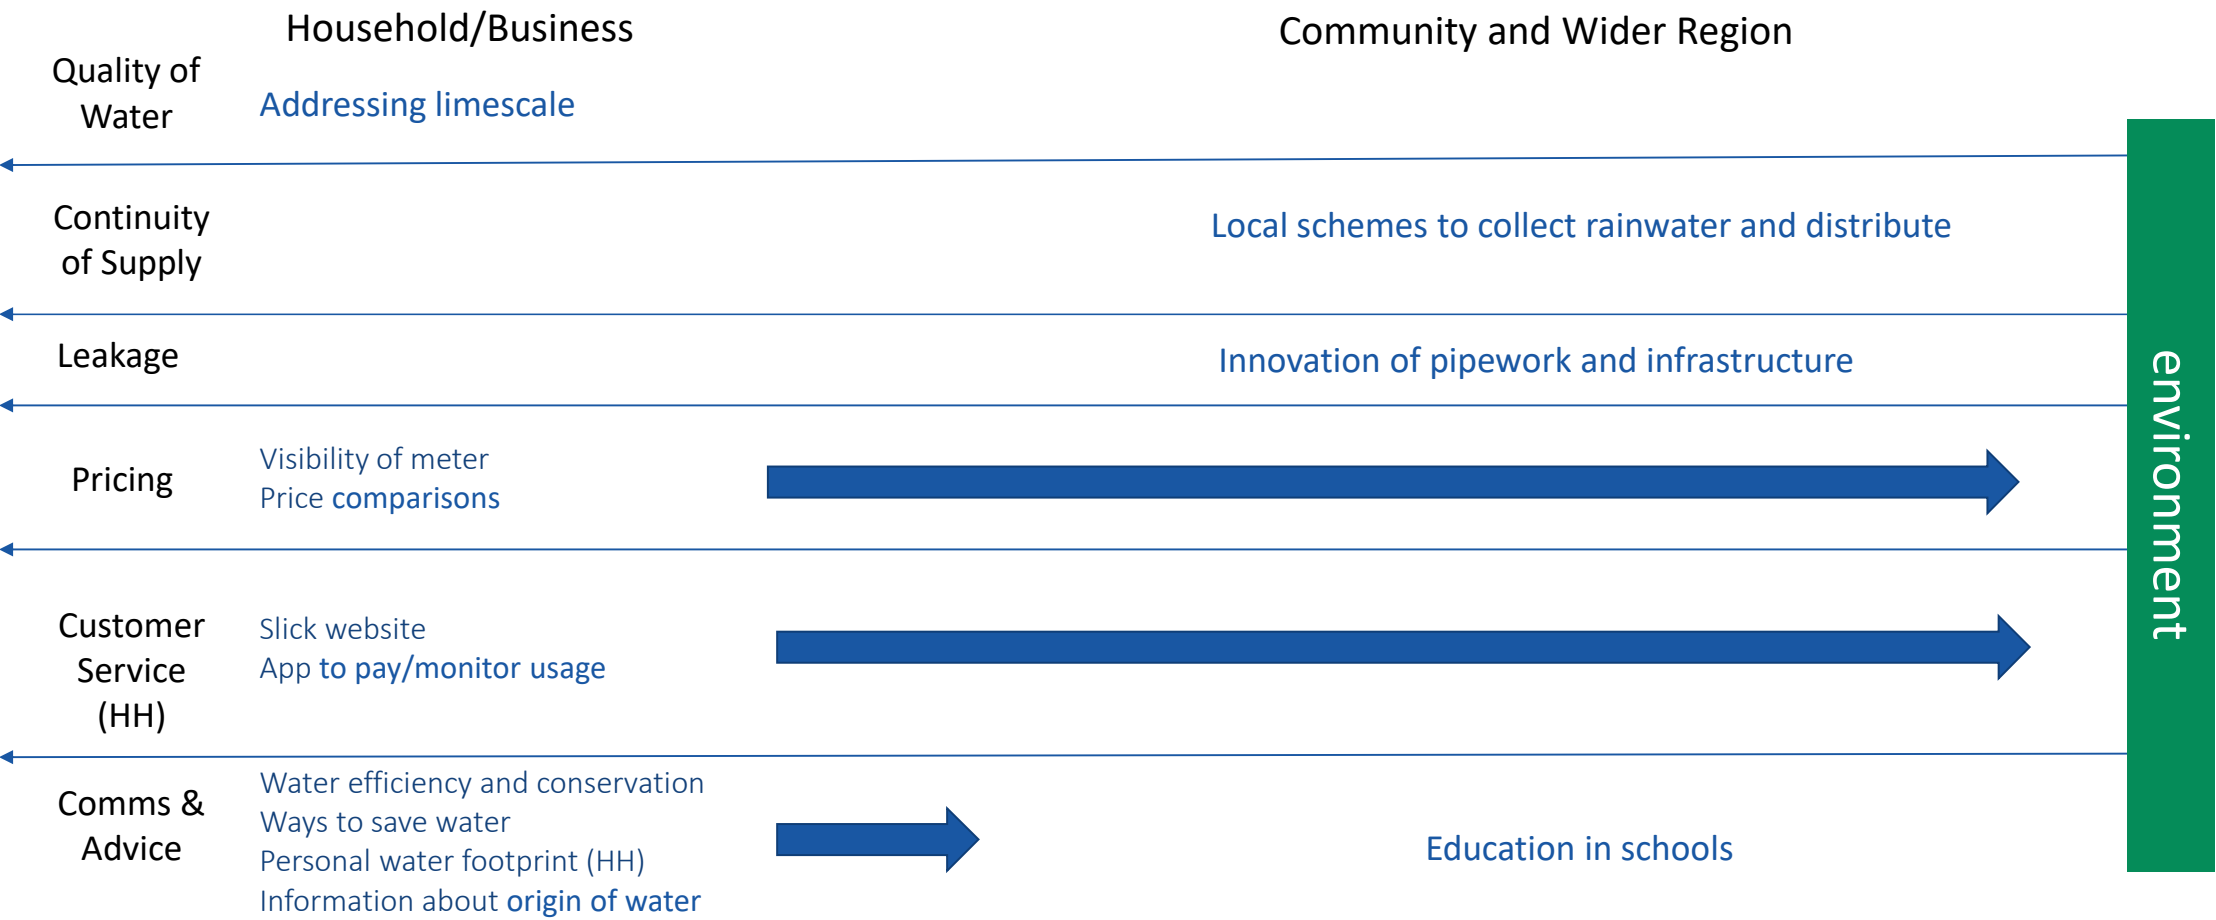 Household/Business
Community and Wider Region
Quality of
Water
Addressing limescale
Continuity
of Supply
Local schemes to collect rainwater and distribute
Leakage
Innovation of pipework and infrastructure
Pricing
Visibility of meter
Price comparisons
Customer
Service
(HH)
Slick website
App to pay/monitor usage
Comms &
Advice
Water efficiency and conservation
Ways to save water
Personal water footprint (HH)
Information about origin of water
Education in schools
environment